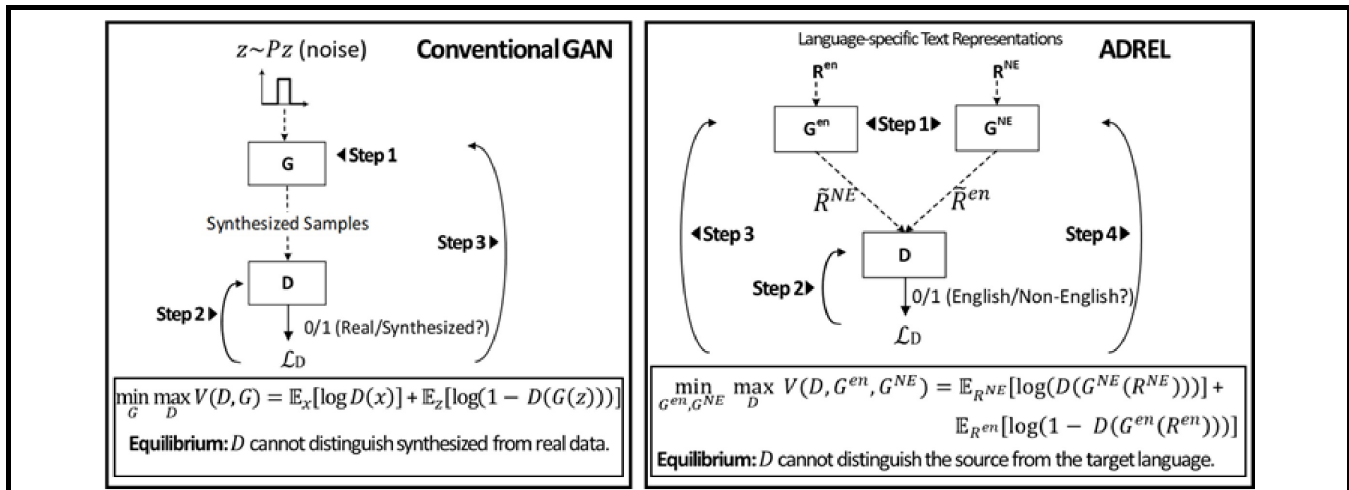 z~Pz (noise)
Conventional GAN
G
◄Step 1
Synthesized Samples
Step 3►
D
Step 2►
0/1 (Real/Synthesized?)
ℒD
min max V(D, G) = 𝔼x[log D(x)] + 𝔼z[log(1 − D(G(z)))]
G D
Equilibrium: D cannot distinguish synthesized from real data.
Language-specific Text Representations
ADREL
R^en R^NE
G^en ◄Step 1► G^NE
R̃^NE R̃^en
◄Step 3
D
Step 4►
Step 2►
0/1 (English/Non-English?)
ℒD
min max V(D, G^en, G^NE) = 𝔼R^NE[log(D(G^NE(R^NE)))] +
G^en,G^NE D
𝔼R^en[log(1 − D(G^en(R^en)))]
Equilibrium: D cannot distinguish the source from the target language.